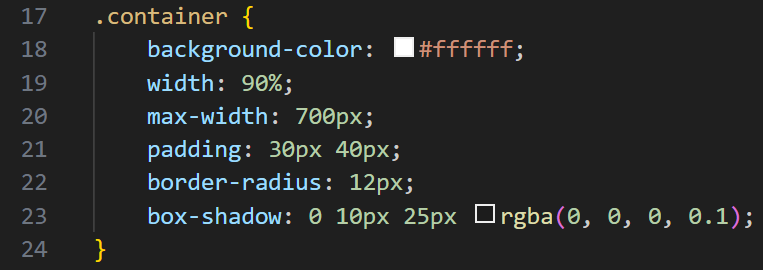 17 .container {
18     background-color: #ffffff;
19     width: 90%;
20     max-width: 700px;
21     padding: 30px 40px;
22     border-radius: 12px;
23     box-shadow: 0 10px 25px rgba(0, 0, 0, 0.1);
24 }